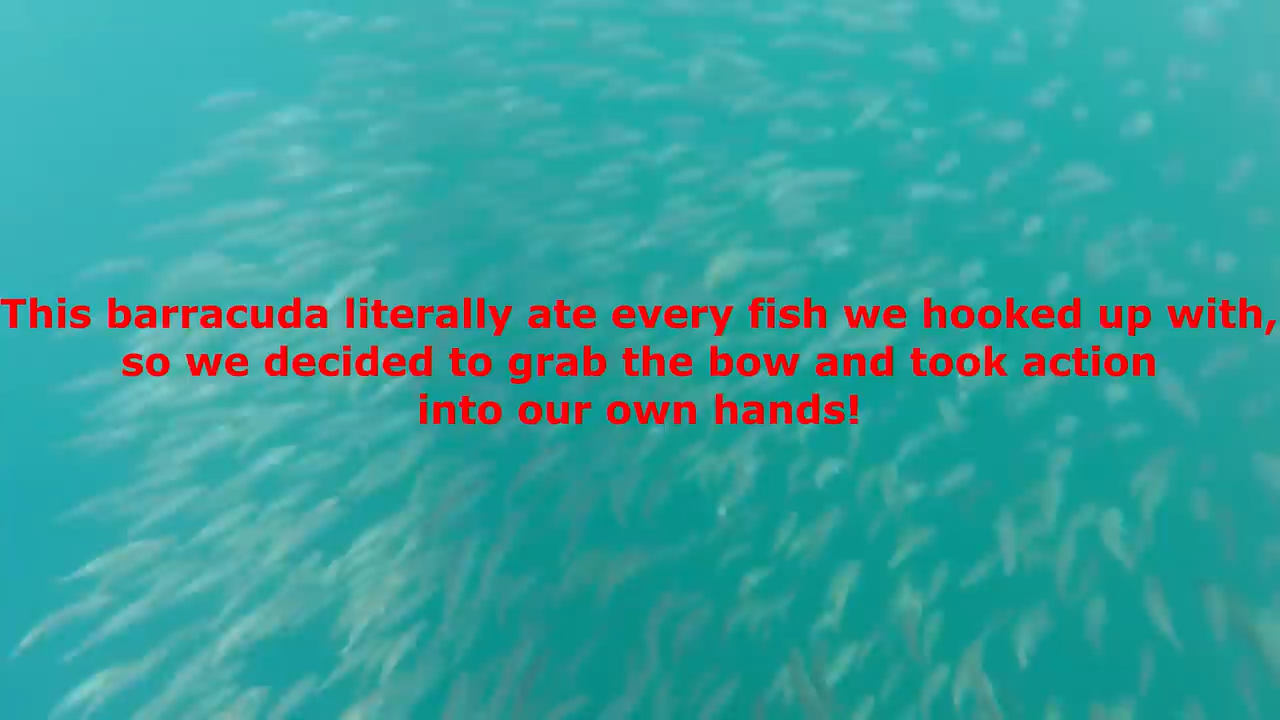 This barracuda literally ate every fish we hooked up with,
so we decided to grab the bow and took action
into our own hands!